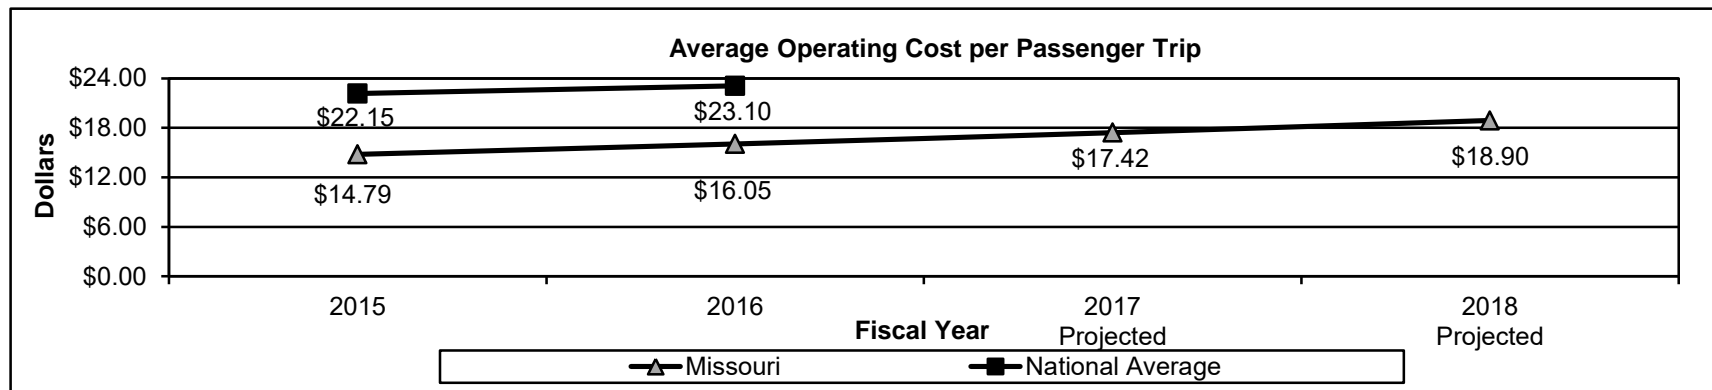 Average Operating Cost per Passenger Trip
Dollars
$24.00
$18.00
$12.00
$6.00
$0.00
$22.15
$23.10
$14.79
$16.05
$17.42
$18.90
2015
2016
2017
Projected
2018
Projected
Fiscal Year
Missouri
National Average